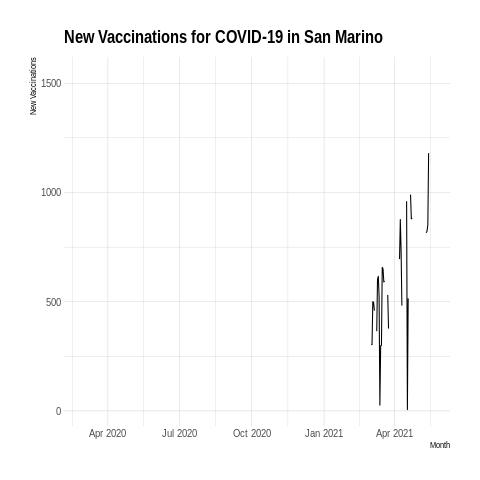 New Vaccinations for COVID-19 in San Marino
New Vaccinations
1500
1000
500
0
Apr 2020 Jul 2020 Oct 2020 Jan 2021 Apr 2021
Month